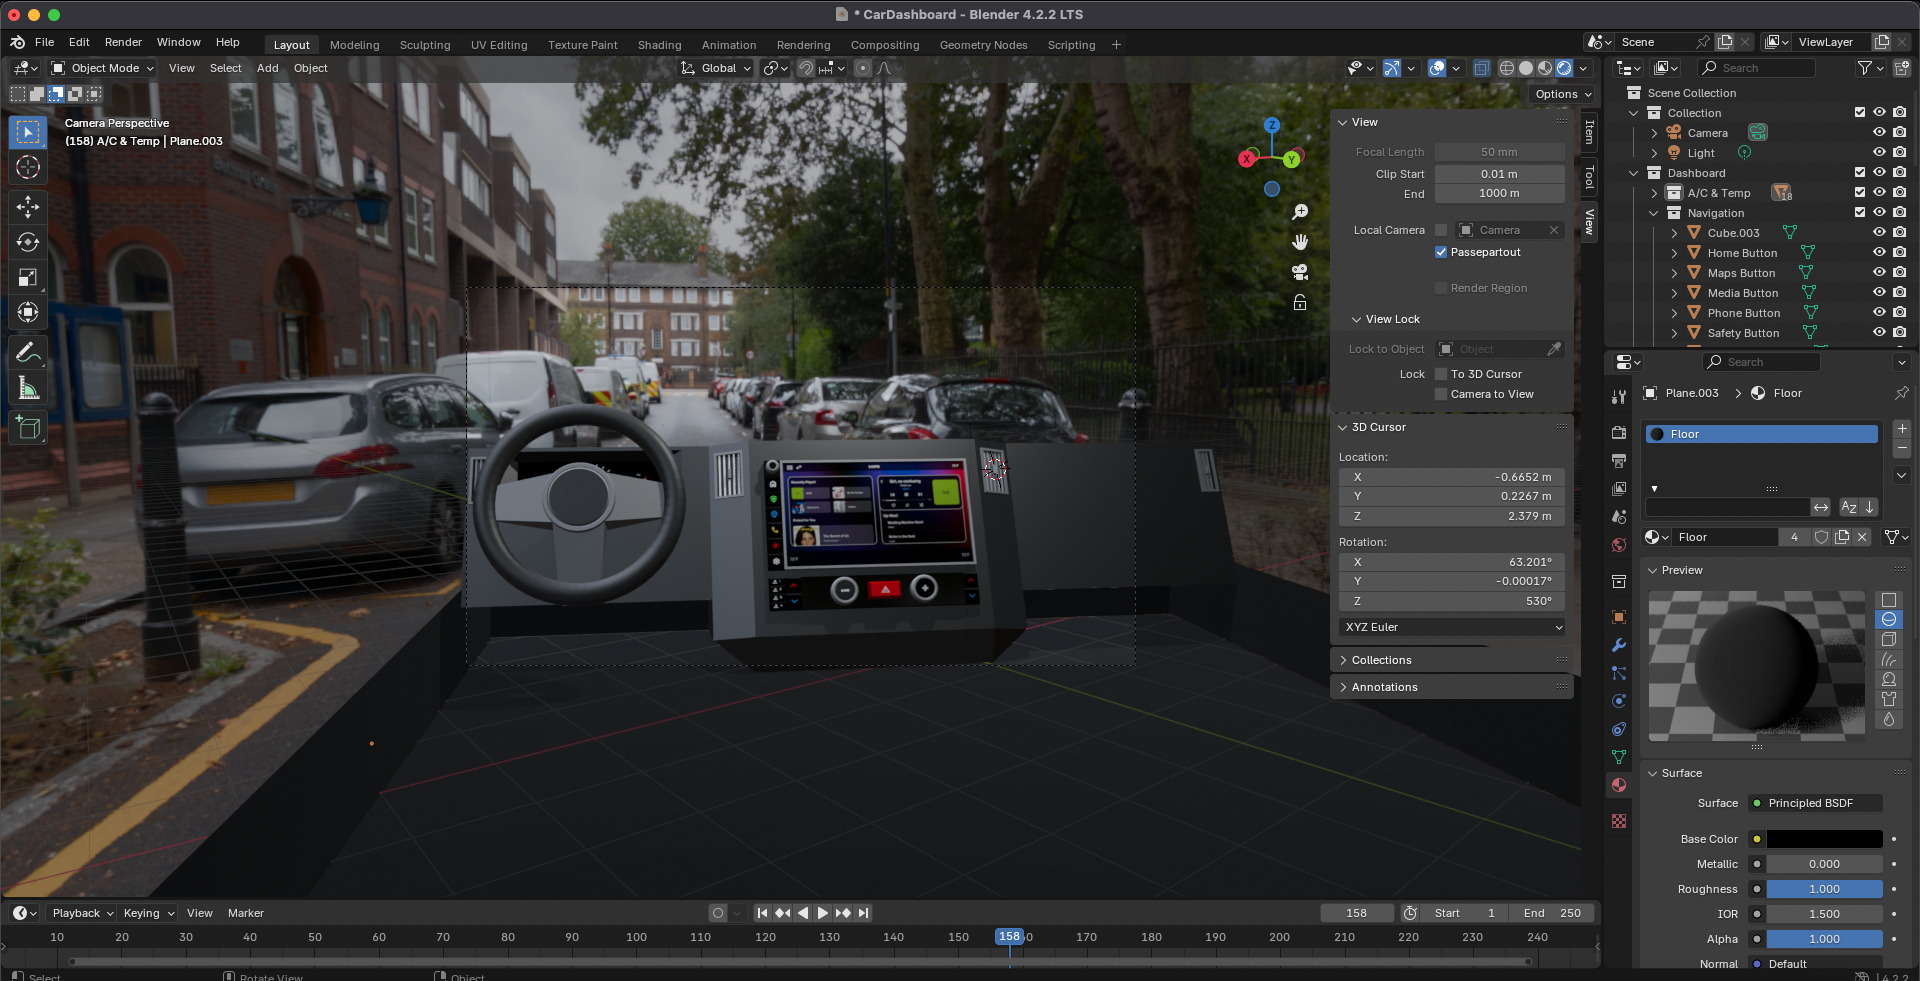 * CarDashboard - Blender 4.2.2 LTS
File Edit Render Window Help Layout Modeling Sculpting UV Editing Texture Paint Shading Animation Rendering Compositing Geometry Nodes Scripting + Scene ViewLayer
Object Mode View Select Add Object Global Search
Options
Camera Perspective
(158) A/C & Temp | Plane.003
Z
X
Y
View
Focal Length 50 mm
Clip Start 0.01 m
End 1000 m
Local Camera Camera
Passepartout
Render Region
View Lock
Lock to Object Object
Lock To 3D Cursor
Camera to View
3D Cursor
Location:
X -0.6652 m
Y 0.2267 m
Z 2.379 m
Rotation:
X 63.201°
Y -0.00017°
Z 530°
XYZ Euler
Collections
Annotations
Item
Tool
View
Scene Collection
Collection
Camera
Light
Dashboard
A/C & Temp 18
Navigation
Cube.003
Home Button
Maps Button
Media Button
Phone Button
Safety Button
Search
Plane.003 > Floor
Floor
AZ
Floor 4
Preview
Surface
Surface Principled BSDF
Base Color
Metallic 0.000
Roughness 1.000
IOR 1.500
Alpha 1.000
Normal Default
Playback Keying View Marker 158 Start 1 End 250
10 20 30 40 50 60 70 80 90 100 110 120 130 140 150 158 170 180 190 200 210 220 230 240
Select Rotate View Object 4.2.2